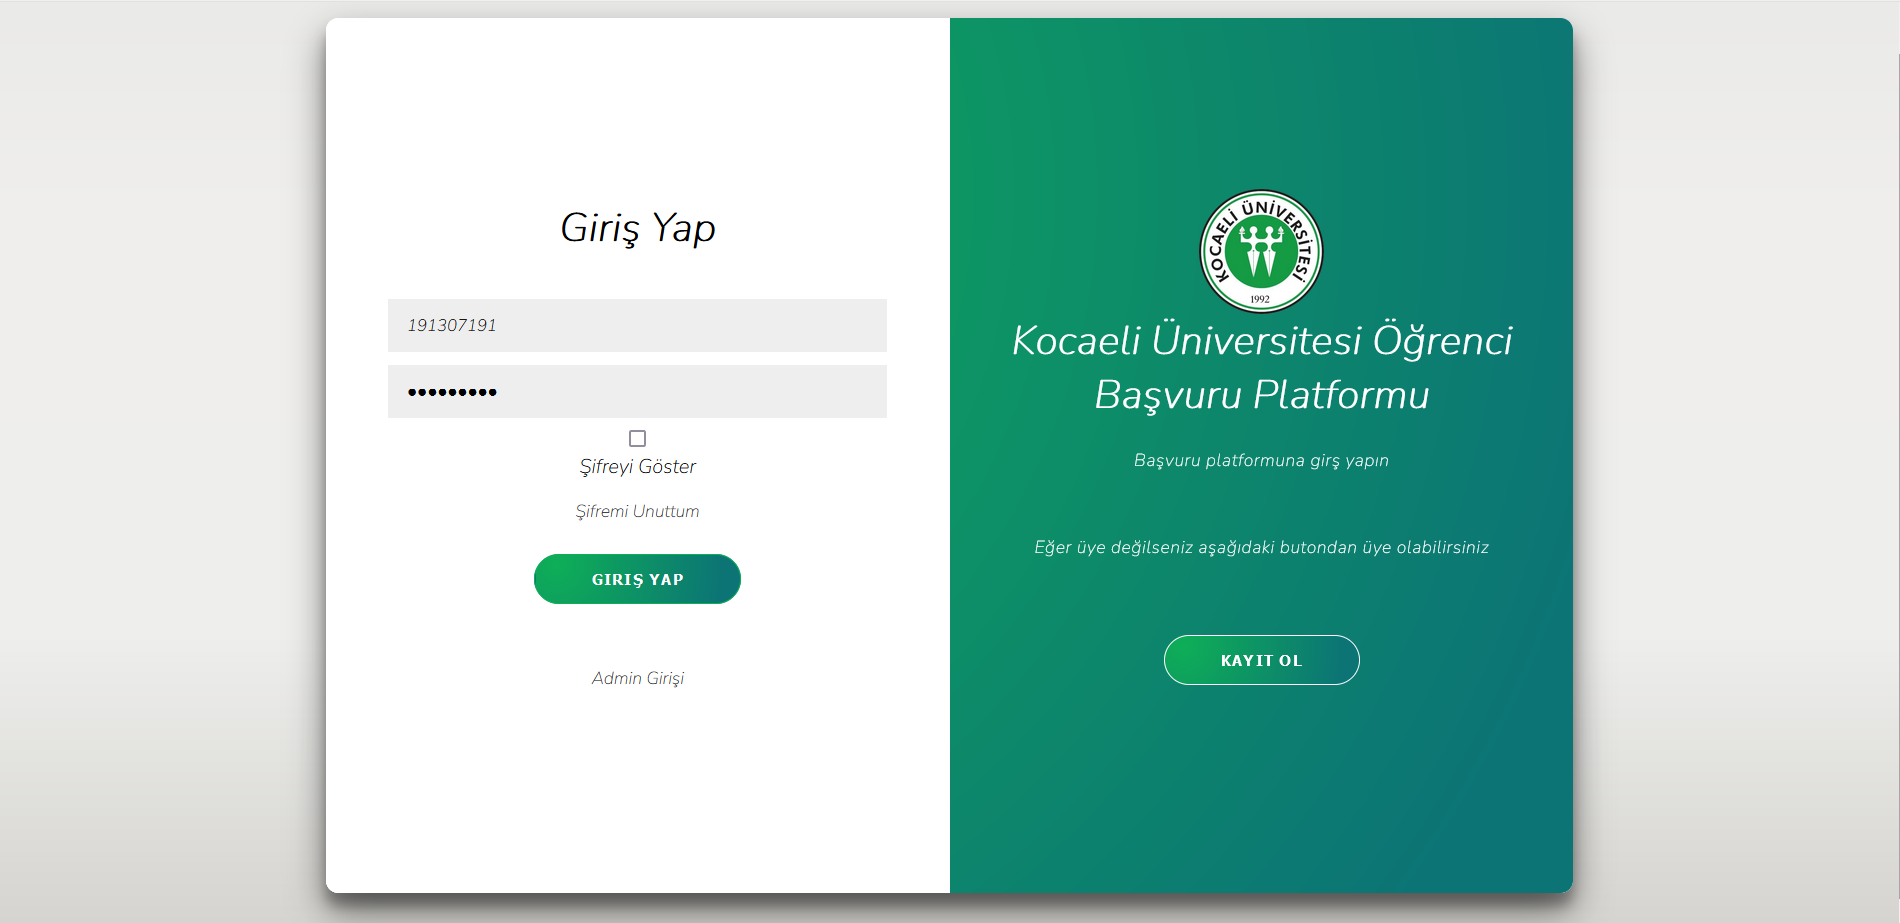 Giriş Yap
191307191
•••••••••
Şifreyi Göster
Şifremi Unuttum
GIRIŞ YAP
Admin Girişi
KOCAELİ ÜNİVERSİTESİ
1992
Kocaeli Üniversitesi Öğrenci
Başvuru Platformu
Başvuru platformuna girş yapın
Eğer üye değilseniz aşağıdaki butondan üye olabilirsiniz
KAYIT OL